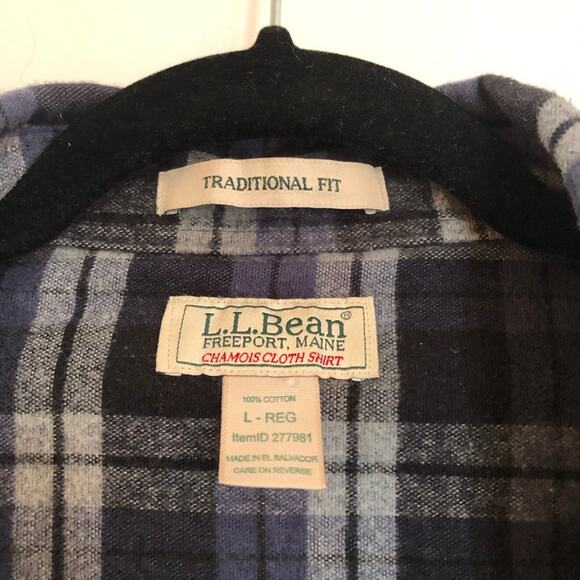 TRADITIONAL FIT
L.L.Bean®
FREEPORT, MAINE
CHAMOIS CLOTH SHIRT
100% COTTON
L - REG
ItemID 277981
MADE IN EL SALVADOR
CARE ON REVERSE